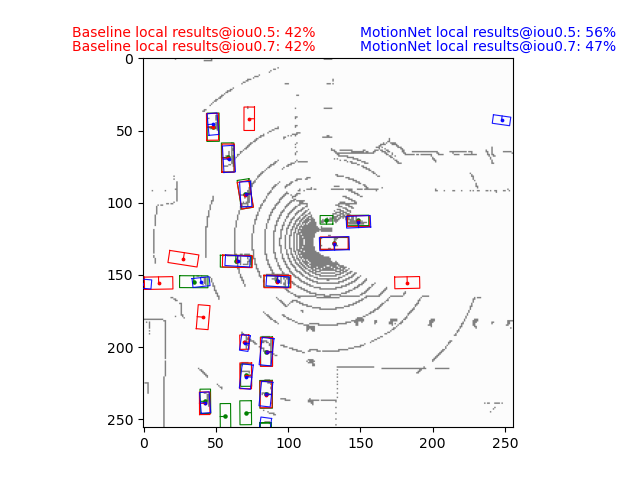 Baseline local results@iou0.5: 42% MotionNet local results@iou0.5: 56%
Baseline local results@iou0.7: 42% MotionNet local results@iou0.7: 47%
0
50
100
150
200
250
0 50 100 150 200 250